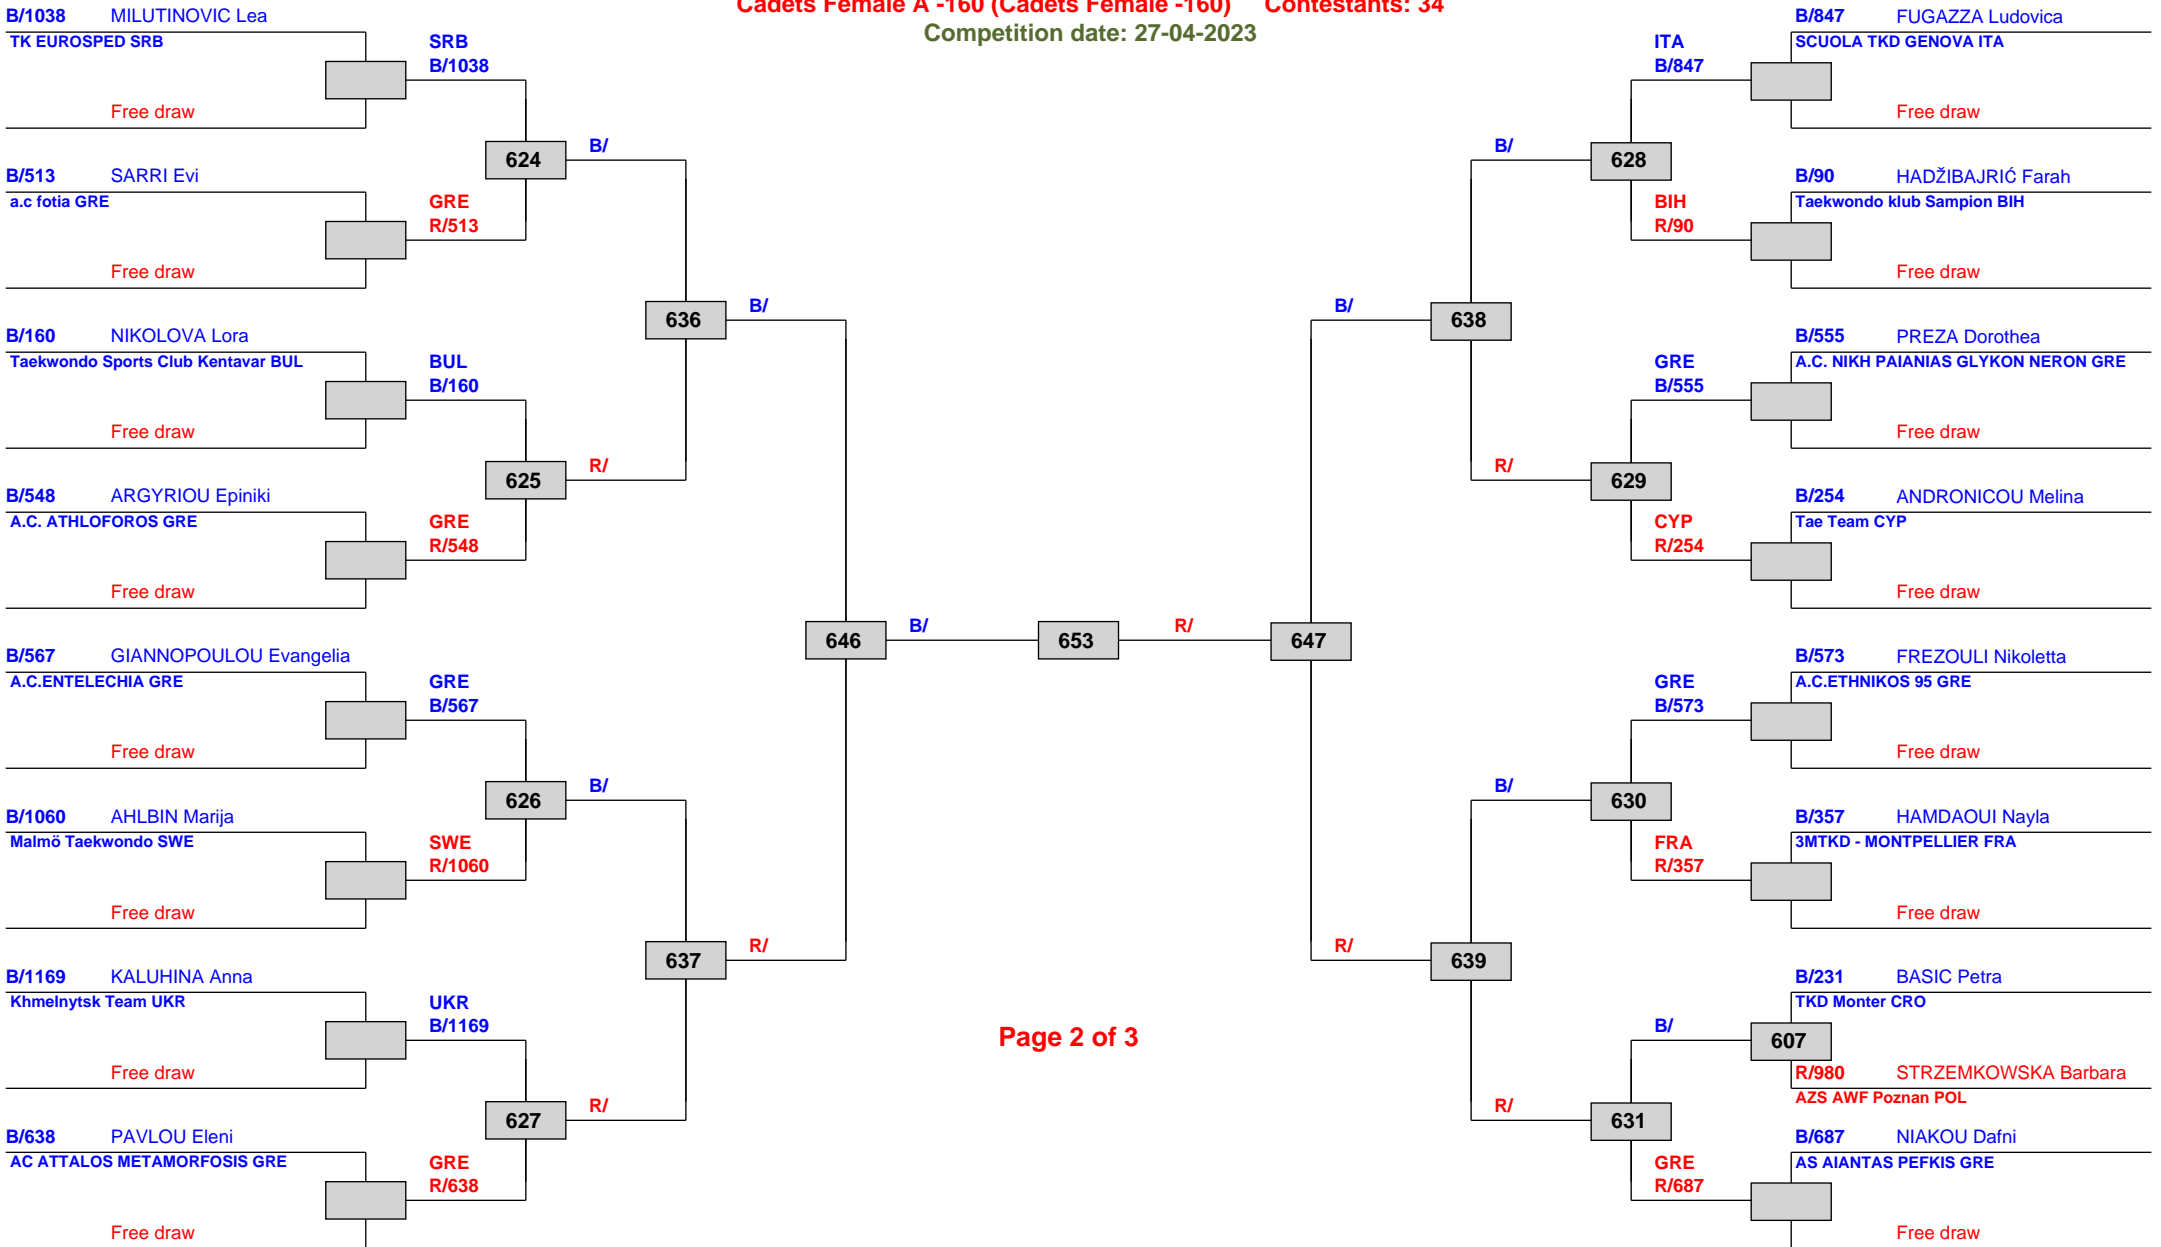 Cadets Female A -160 (Cadets Female -160) Contestants: 34
Competition date: 27-04-2023
B/1038 MILUTINOVIC Lea
TK EUROSPED SRB
Free draw
SRB
B/1038
B/513 SARRI Evi
a.c fotia GRE
Free draw
GRE
R/513
624
B/
B/160 NIKOLOVA Lora
Taekwondo Sports Club Kentavar BUL
Free draw
BUL
B/160
B/548 ARGYRIOU Epiniki
A.C. ATHLOFOROS GRE
Free draw
GRE
R/548
625
R/
636
B/
B/567 GIANNOPOULOU Evangelia
A.C.ENTELECHIA GRE
Free draw
GRE
B/567
B/1060 AHLBIN Marija
Malmö Taekwondo SWE
Free draw
SWE
R/1060
626
B/
B/1169 KALUHINA Anna
Khmelnytsk Team UKR
Free draw
UKR
B/1169
B/638 PAVLOU Eleni
AC ATTALOS METAMORFOSIS GRE
Free draw
GRE
R/638
627
R/
637
R/
646
B/
653
R/
647
B/847 FUGAZZA Ludovica
SCUOLA TKD GENOVA ITA
Free draw
ITA
B/847
B/90 HADŽIBAJRIĆ Farah
Taekwondo klub Sampion BIH
Free draw
BIH
R/90
628
B/
B/555 PREZA Dorothea
A.C. NIKH PAIANIAS GLYKON NERON GRE
Free draw
GRE
B/555
B/254 ANDRONICOU Melina
Tae Team CYP
Free draw
CYP
R/254
629
R/
638
B/
B/573 FREZOULI Nikoletta
A.C.ETHNIKOS 95 GRE
Free draw
GRE
B/573
B/357 HAMDAOUI Nayla
3MTKD - MONTPELLIER FRA
Free draw
FRA
R/357
630
B/
B/231 BASIC Petra
TKD Monter CRO
607
R/980 STRZEMKOWSKA Barbara
AZS AWF Poznan POL
B/
B/687 NIAKOU Dafni
AS AIANTAS PEFKIS GRE
Free draw
GRE
R/687
631
R/
639
R/
Page 2 of 3